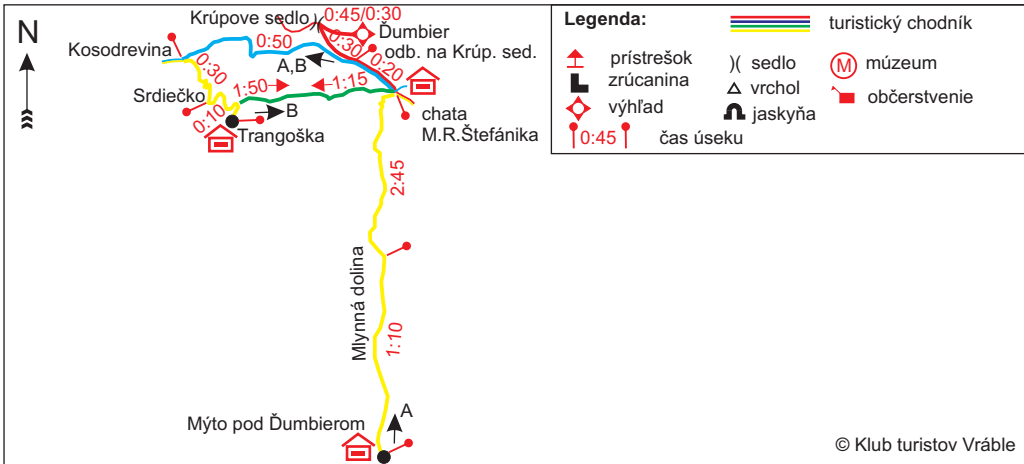 N
Krúpove sedlo
)(
0:45/0:30
Ďumbier
Kosodrevina
0:50
0:30
odb. na Krúp. sed.
A,B
0:20
0:30
Srdiečko
1:50
1:15
0:10
B
Trangoška
chata
M.R.Štefánika
2:45
Mlynná dolina
1:10
A
Mýto pod Ďumbierom
Legenda:
turistický chodník
prístrešok
)( sedlo
M múzeum
zrúcanina
vrchol
občerstvenie
výhľad
jaskyňa
0:45 čas úseku
© Klub turistov Vráble